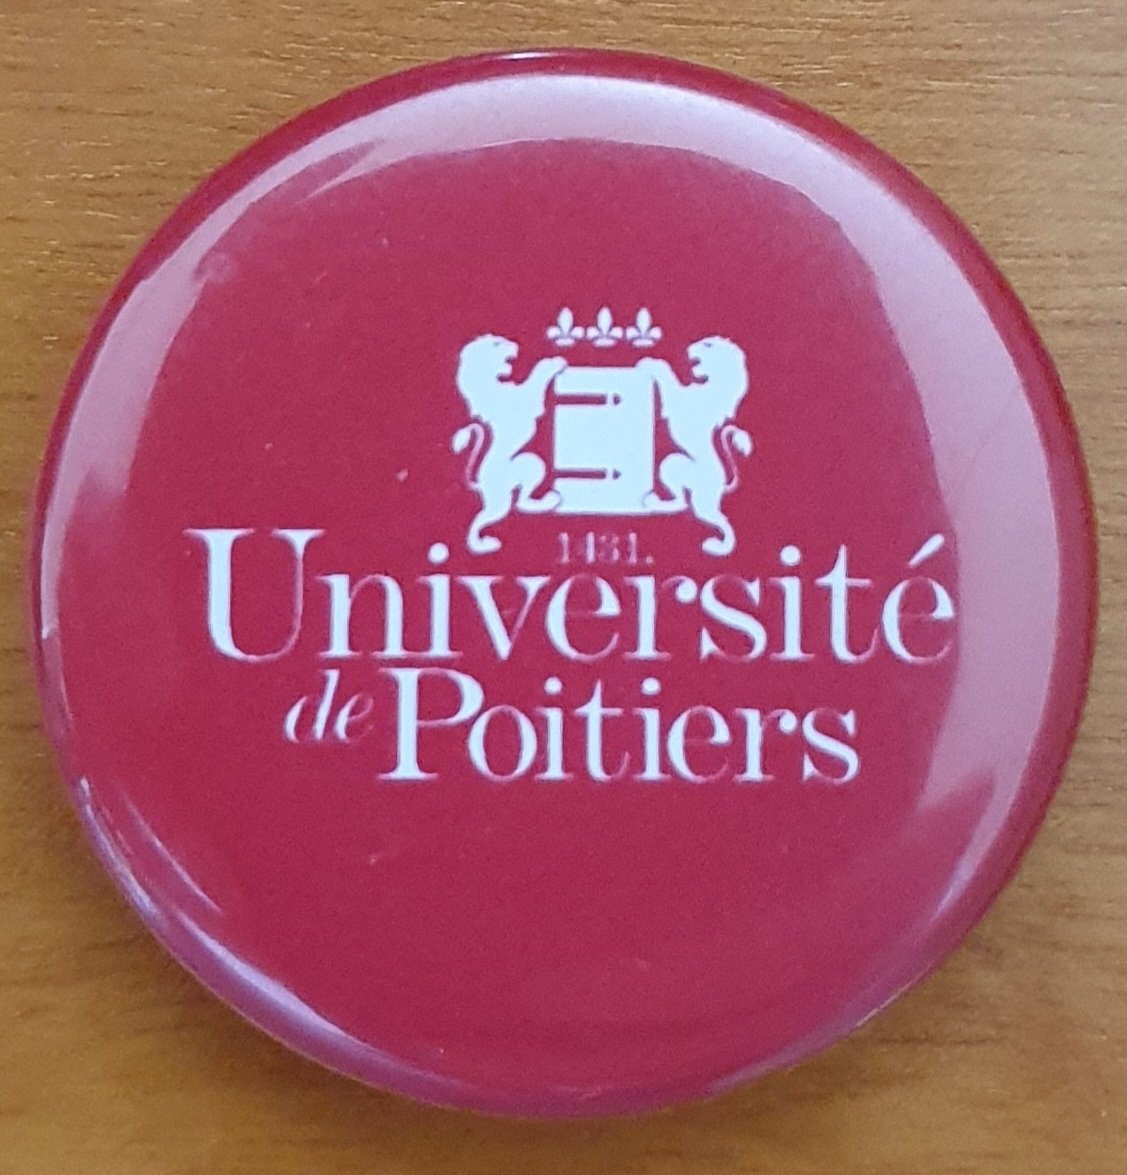 1431.
Université
de Poitiers